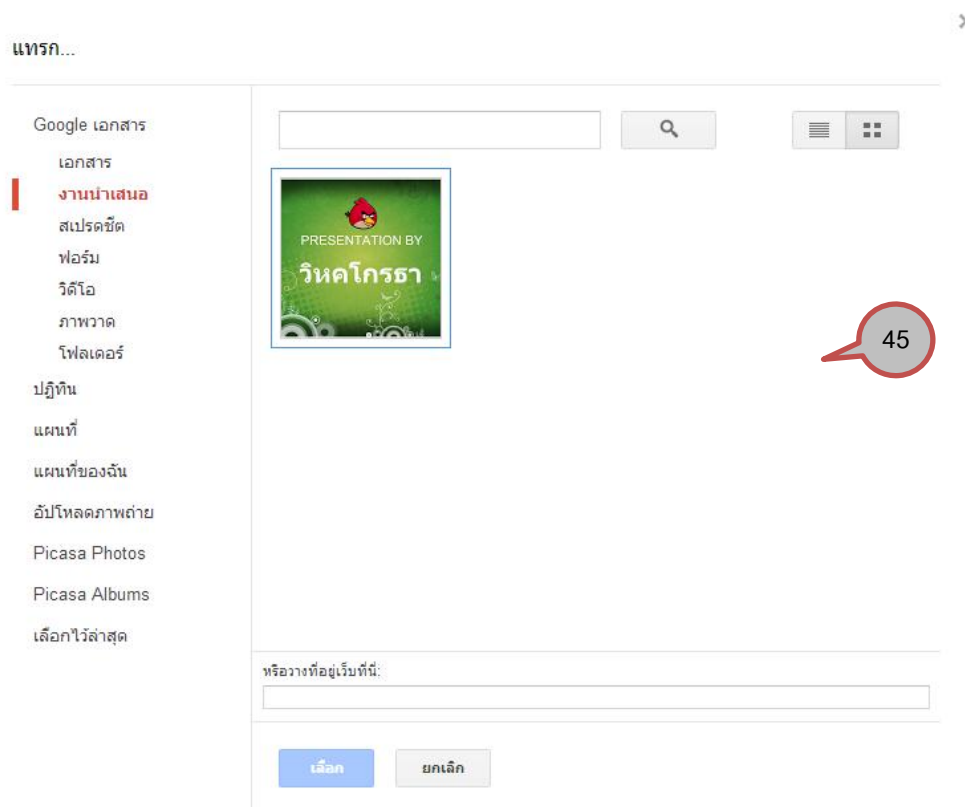 แทรก...
Google เอกสาร
เอกสาร
งานนำเสนอ
สเปรดชีต
ฟอร์ม
วิดีโอ
ภาพวาด
โฟลเดอร์
ปฏิทิน
แผนที่
แผนที่ของฉัน
อัปโหลดภาพถ่าย
Picasa Photos
Picasa Albums
เลือกไว้ล่าสุด
PRESENTATION BY
วิหคโกรธา
45
หรือวางที่อยู่เว็บที่นี่:
เลือก
ยกเลิก